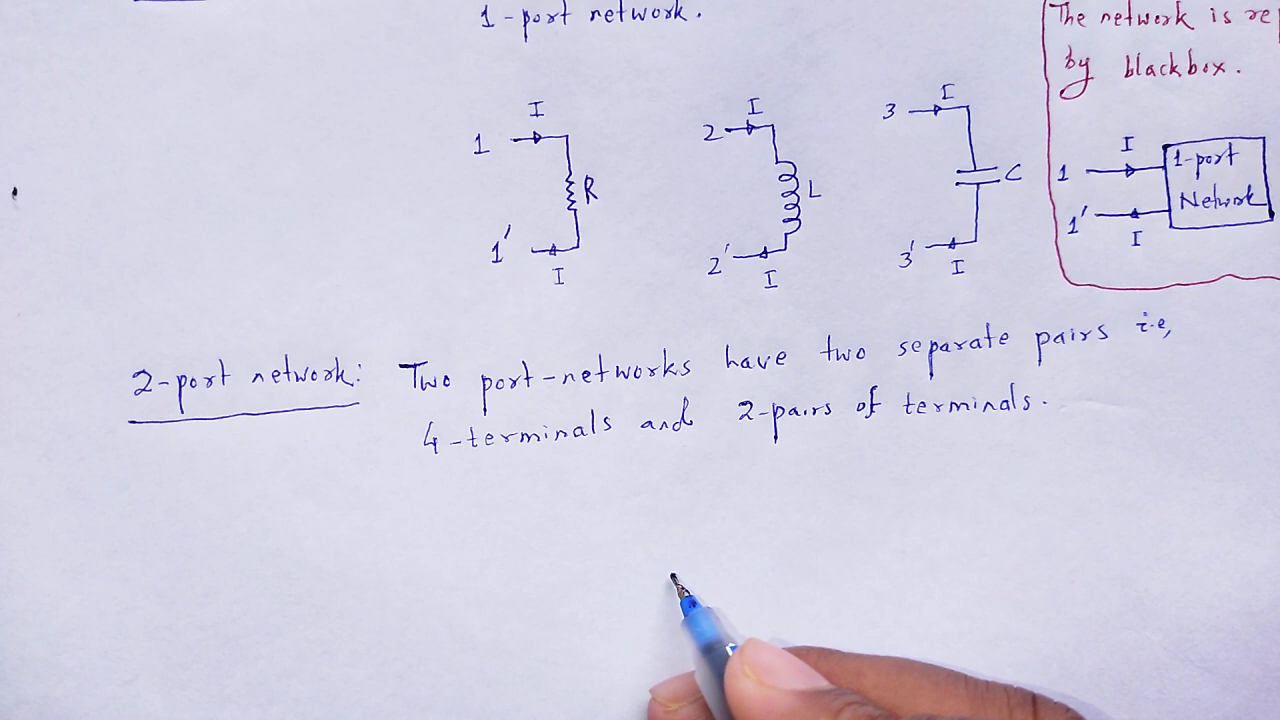 1-port network.
The network is re
by blackbox.
I
1
R
1'
I
I
2
L
2'
I
I
3
C
3'
I
I
1
1-port
Network
1'
I
2-port network: Two port-networks have two separate pairs i.e,
4-terminals and 2-pairs of terminals.